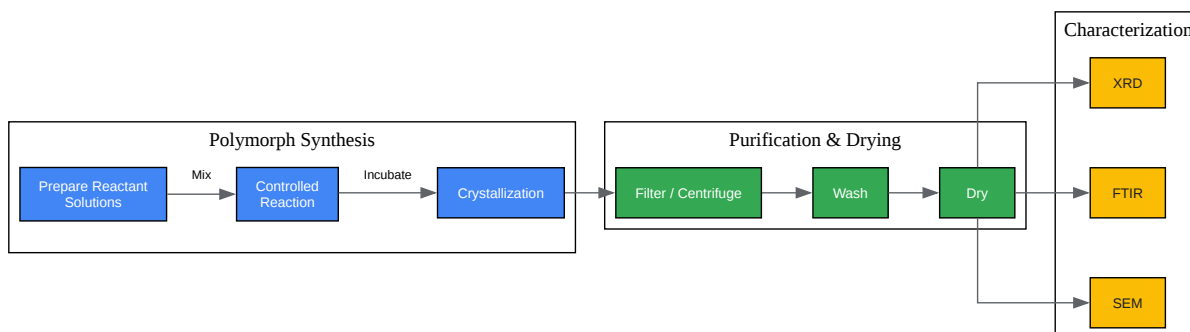 Characterization
XRD
Polymorph Synthesis
Purification & Drying
Prepare Reactant
Solutions
Mix
Controlled
Reaction
Incubate
Crystallization
Filter / Centrifuge
Wash
Dry
FTIR
SEM